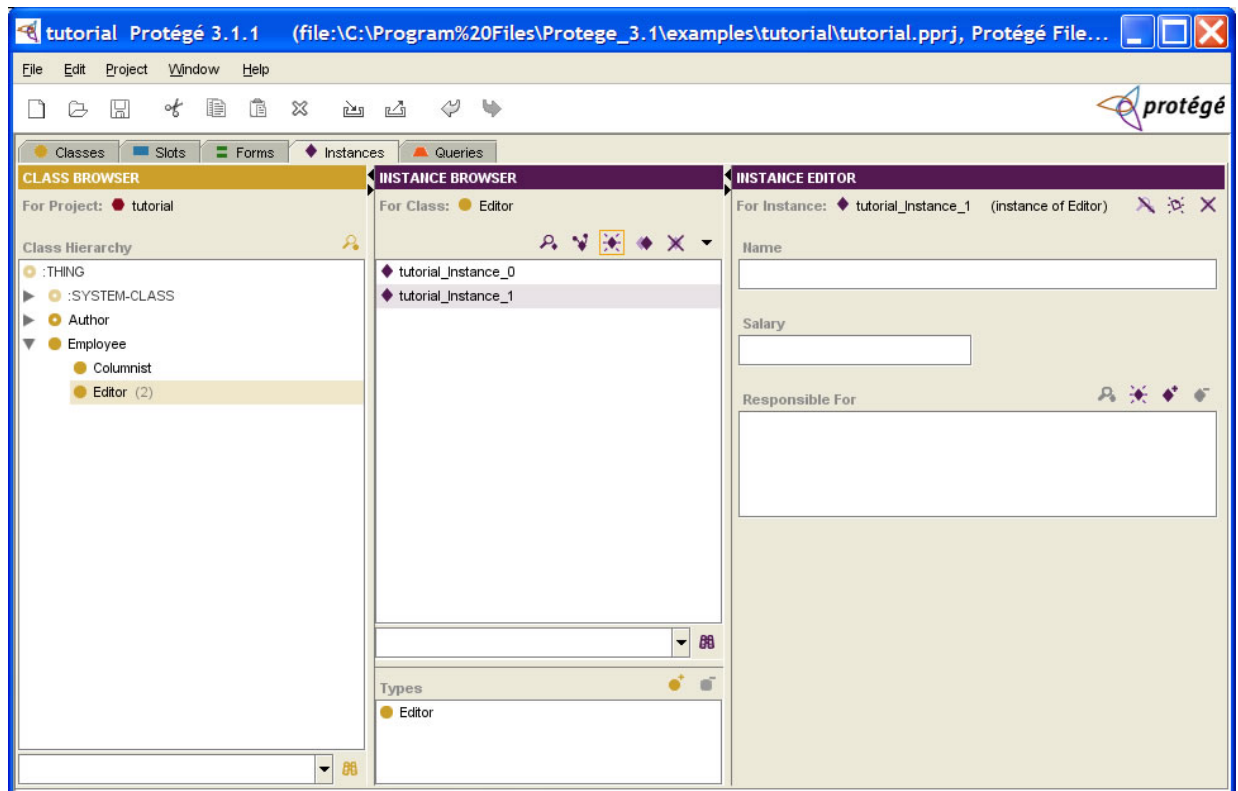 tutorial Protégé 3.1.1 (file:\C:\Program%20Files\Protege_3.1\examples\tutorial\tutorial.pprj, Protégé File...
File Edit Project Window Help
protégé
Classes Slots Forms Instances Queries
CLASS BROWSER
For Project: tutorial
Class Hierarchy
:THING
:SYSTEM-CLASS
Author
Employee
Columnist
Editor (2)
INSTANCE BROWSER
For Class: Editor
tutorial_Instance_0
tutorial_Instance_1
Types
Editor
INSTANCE EDITOR
For Instance: tutorial_Instance_1 (instance of Editor)
Name
Salary
Responsible For